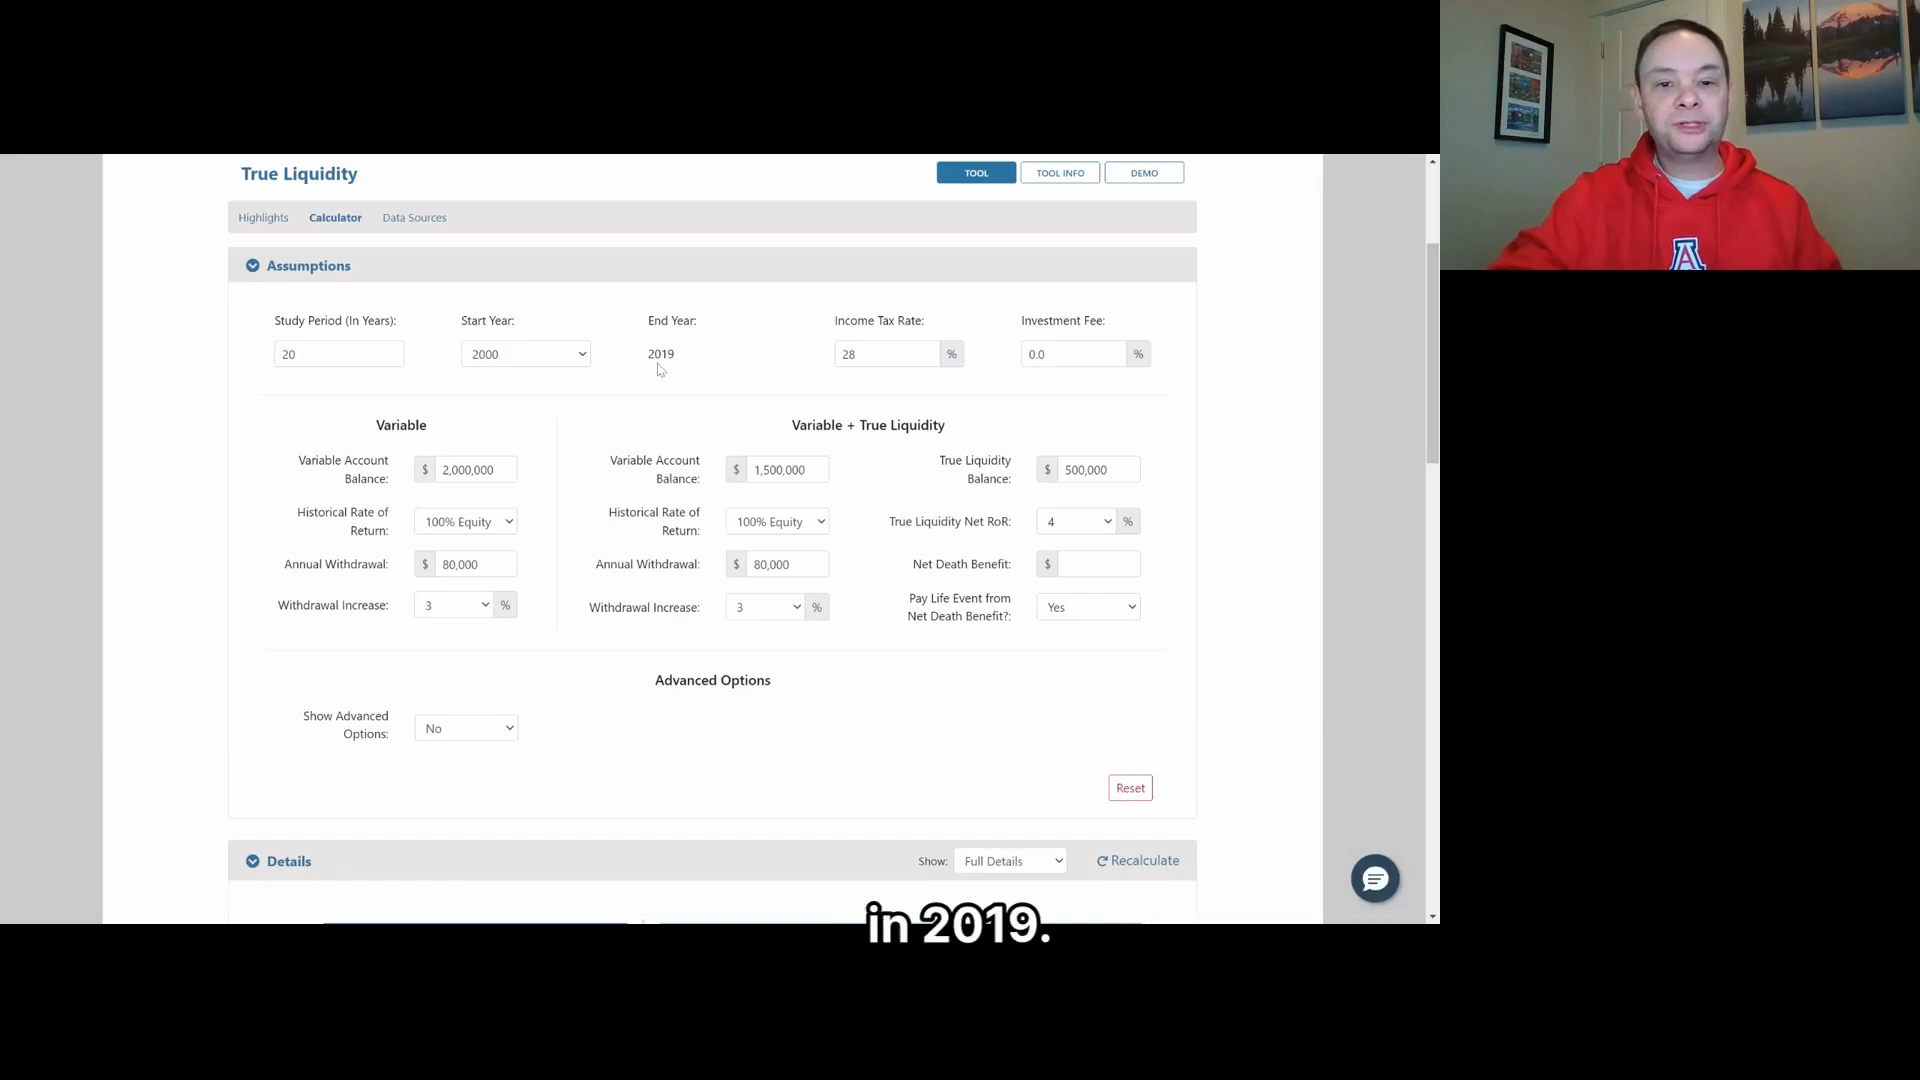 True Liquidity
TOOL
TOOL INFO
DEMO
Highlights
Calculator
Data Sources
Assumptions
Study Period (In Years):
Start Year:
End Year:
Income Tax Rate:
Investment Fee:
20
2000
2019
28 %
0.0 %
Variable
Variable + True Liquidity
Variable Account
Balance:
$ 2,000,000
Variable Account
Balance:
$ 1,500,000
True Liquidity
Balance:
$ 500,000
Historical Rate of
Return:
100% Equity
Historical Rate of
Return:
100% Equity
True Liquidity Net RoR:
4 %
Annual Withdrawal:
$ 80,000
Annual Withdrawal:
$ 80,000
Net Death Benefit:
$
Withdrawal Increase:
3 %
Withdrawal Increase:
3 %
Pay Life Event from
Net Death Benefit?:
Yes
Advanced Options
Show Advanced
Options:
No
Reset
Details
Show:
Full Details
Recalculate
in 2019.
A